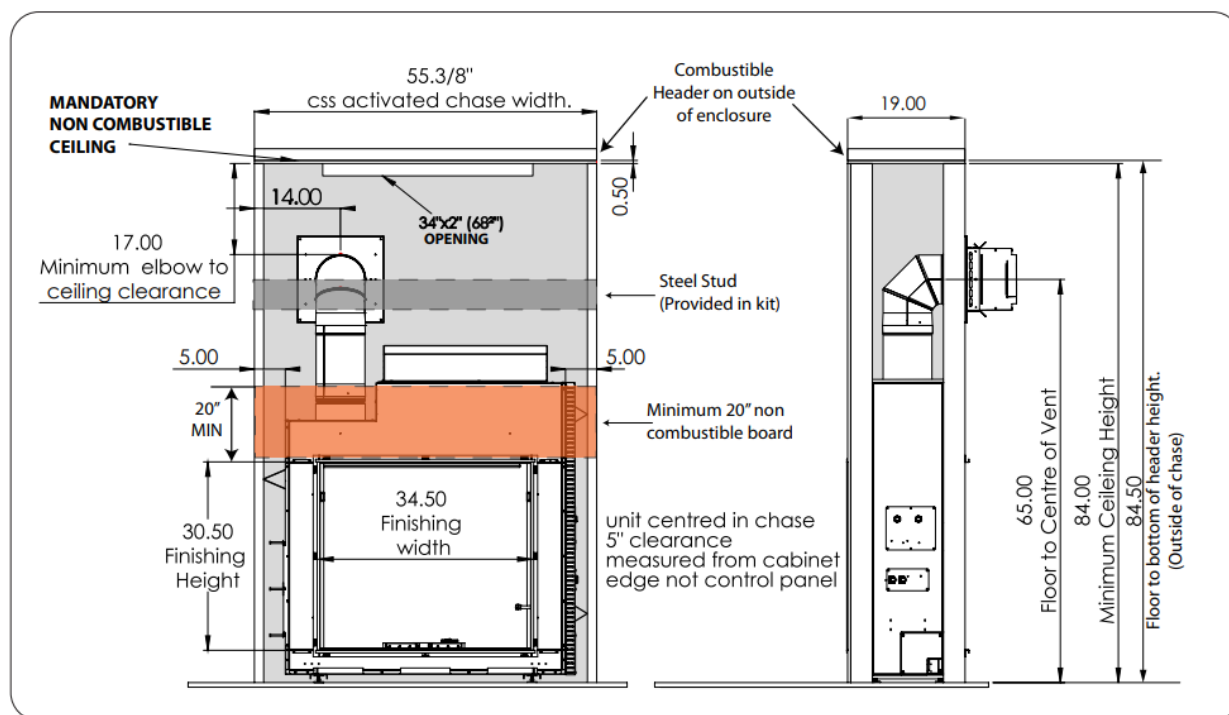 55.3/8"
css activated chase width.
MANDATORY
NON COMBUSTIBLE
CEILING
Combustible
Header on outside
of enclosure
19.00
14.00
0.50
34"x2" (68²")
OPENING
17.00
Minimum elbow to
ceiling clearance
Steel Stud
(Provided in kit)
5.00
5.00
20"
MIN
Minimum 20" non
combustible board
34.50
Finishing
width
30.50
Finishing
Height
unit centred in chase
5" clearance
measured from cabinet
edge not control panel
65.00
Floor to Centre of Vent
84.00
Minimum Ceileing Height
84.50
Floor to bottom of header height.
(Outside of chase)